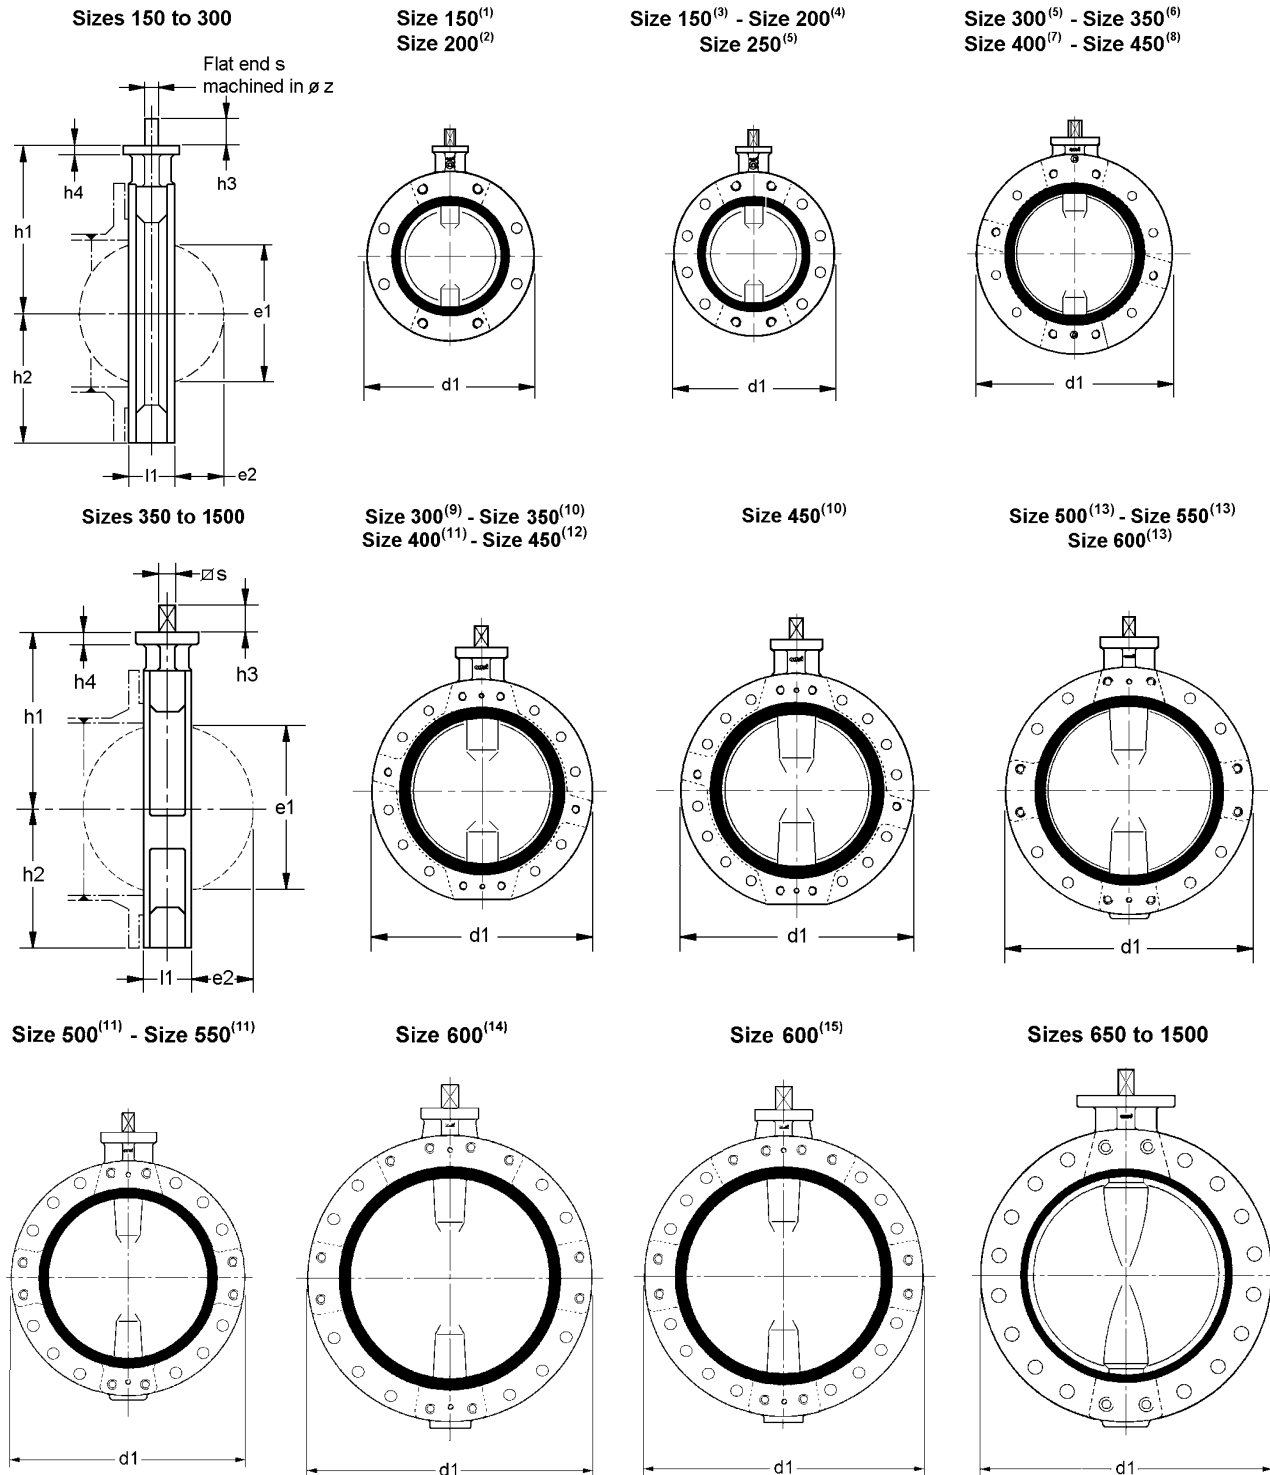 Sizes 150 to 300
Size 150(1)
Size 200(2)
Size 150(3) - Size 200(4)
Size 250(5)
Size 300(5) - Size 350(6)
Size 400(7) - Size 450(8)
Flat end s
machined in ø z
h4
h3
h1
h2
e1
l1
e2
d1
d1
d1
Sizes 350 to 1500
Size 300(9) - Size 350(10)
Size 400(11) - Size 450(12)
Size 450(10)
Size 500(13) - Size 550(13)
Size 600(13)
s
h4
h3
h1
h2
e1
l1
e2
d1
d1
d1
Size 500(11) - Size 550(11)
Size 600(14)
Size 600(15)
Sizes 650 to 1500
d1
d1
d1
d1